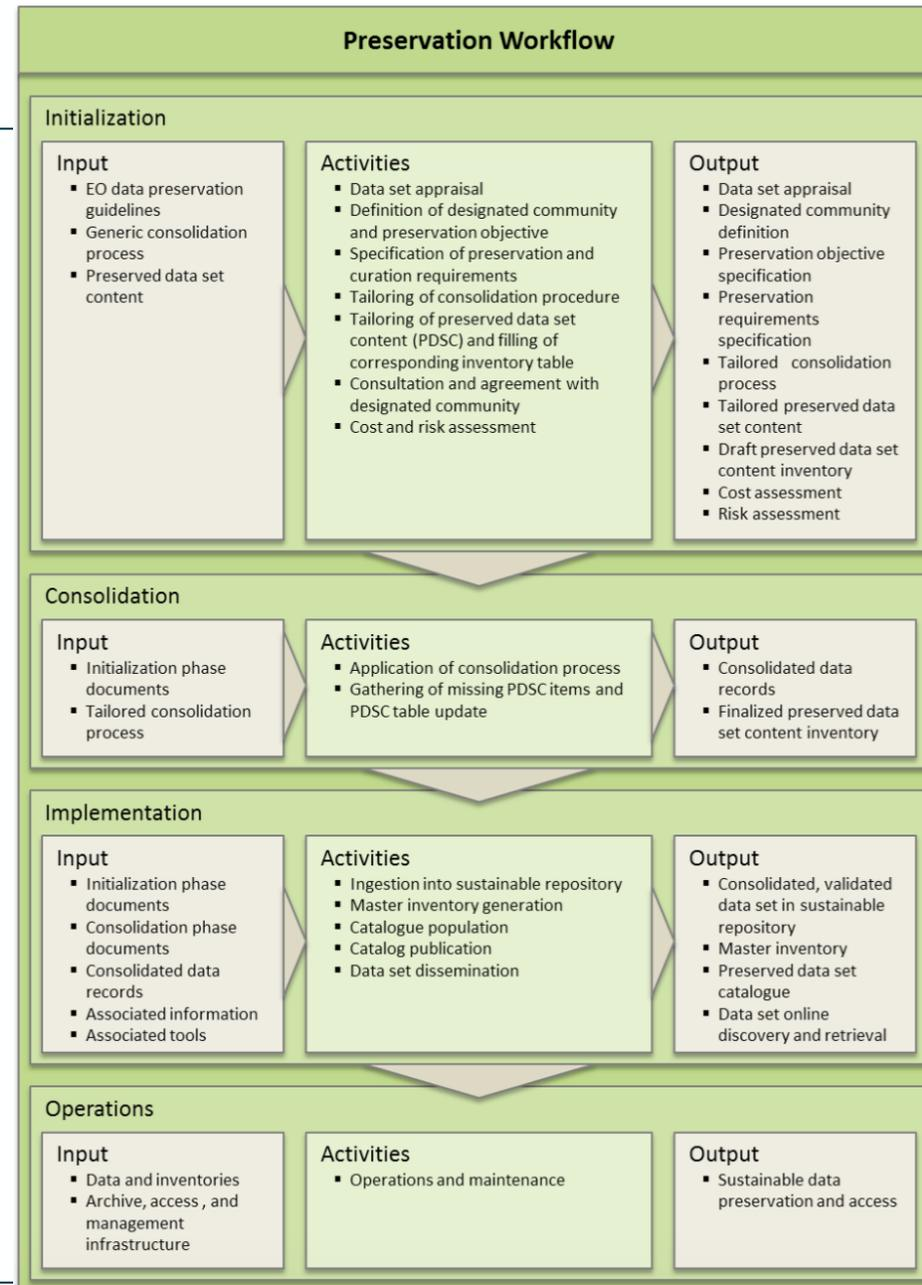 Preservation Workflow
Initialization
Input
▪ EO data preservation
guidelines
▪ Generic consolidation
process
▪ Preserved data set
content
Activities
▪ Data set appraisal
▪ Definition of designated community
and preservation objective
▪ Specification of preservation and
curation requirements
▪ Tailoring of consolidation procedure
▪ Tailoring of preserved data set
content (PDSC) and filling of
corresponding inventory table
▪ Consultation and agreement with
designated community
▪ Cost and risk assessment
Output
▪ Data set appraisal
▪ Designated community
definition
▪ Preservation objective
specification
▪ Preservation
requirements
specification
▪ Tailored consolidation
process
▪ Tailored preserved data
set content
▪ Draft preserved data set
content inventory
▪ Cost assessment
▪ Risk assessment
Consolidation
Input
▪ Initialization phase
documents
▪ Tailored consolidation
process
Activities
▪ Application of consolidation process
▪ Gathering of missing PDSC items and
PDSC table update
Output
▪ Consolidated data
records
▪ Finalized preserved data
set content inventory
Implementation
Input
▪ Initialization phase
documents
▪ Consolidation phase
documents
▪ Consolidated data
records
▪ Associated information
▪ Associated tools
Activities
▪ Ingestion into sustainable repository
▪ Master inventory generation
▪ Catalogue population
▪ Catalog publication
▪ Data set dissemination
Output
▪ Consolidated, validated
data set in sustainable
repository
▪ Master inventory
▪ Preserved data set
catalogue
▪ Data set online
discovery and retrieval
Operations
Input
▪ Data and inventories
▪ Archive, access , and
management
infrastructure
Activities
▪ Operations and maintenance
Output
▪ Sustainable data
preservation and access